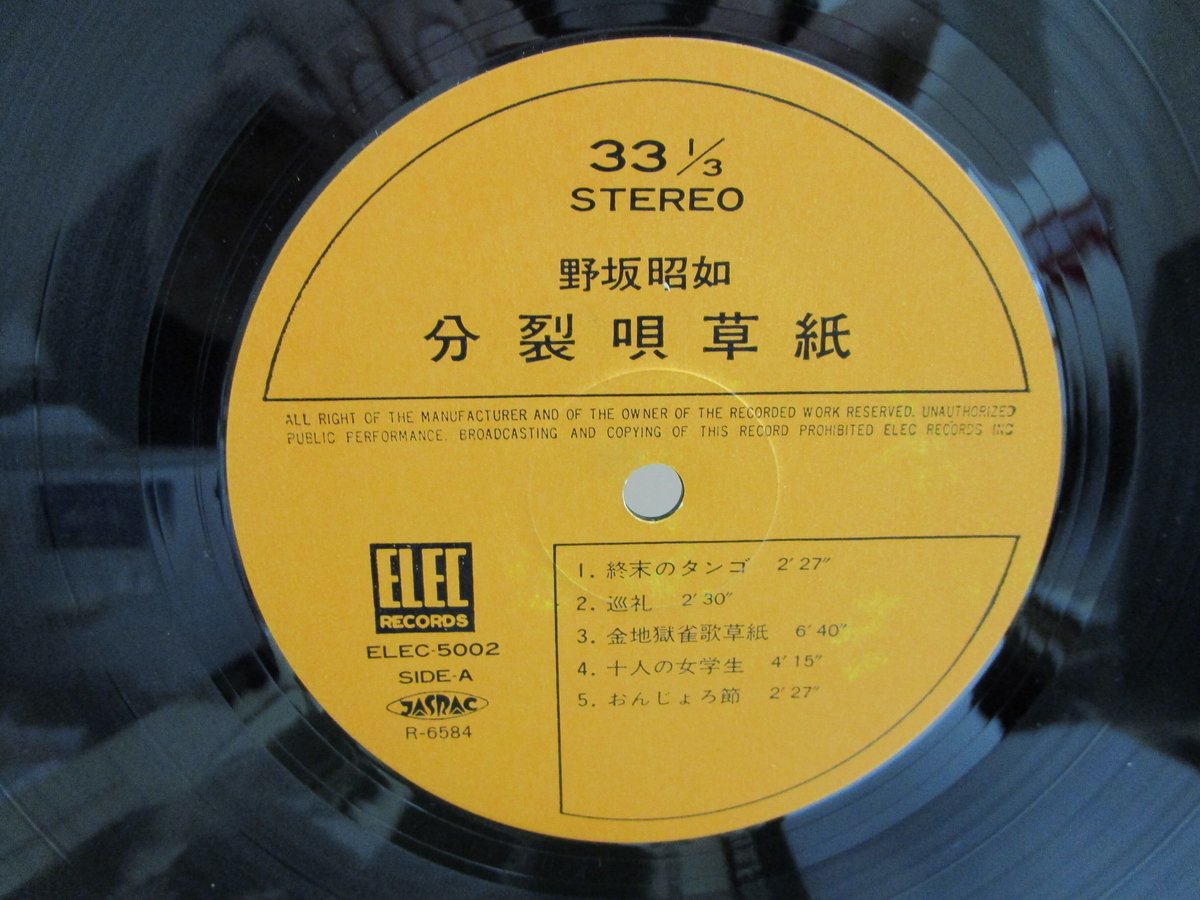 33 1/3
STEREO
野坂昭如
分裂唄草紙
ALL RIGHT OF THE MANUFACTURER AND OF THE OWNER OF THE RECORDED WORK RESERVED. UNAUTHORIZED
PUBLIC PERFORMANCE. BROADCASTING AND COPYING OF THIS RECORD PROHIBITED ELEC RECORDS INC
ELEC
RECORDS
ELEC-5002
SIDE-A
JASRAC
R-6584
1. 終末のタンゴ 2′27″
2. 巡礼 2′30″
3. 金地獄雀歌草紙 6′40″
4. 十人の女学生 4′15″
5. おんじょろ節 2′27″